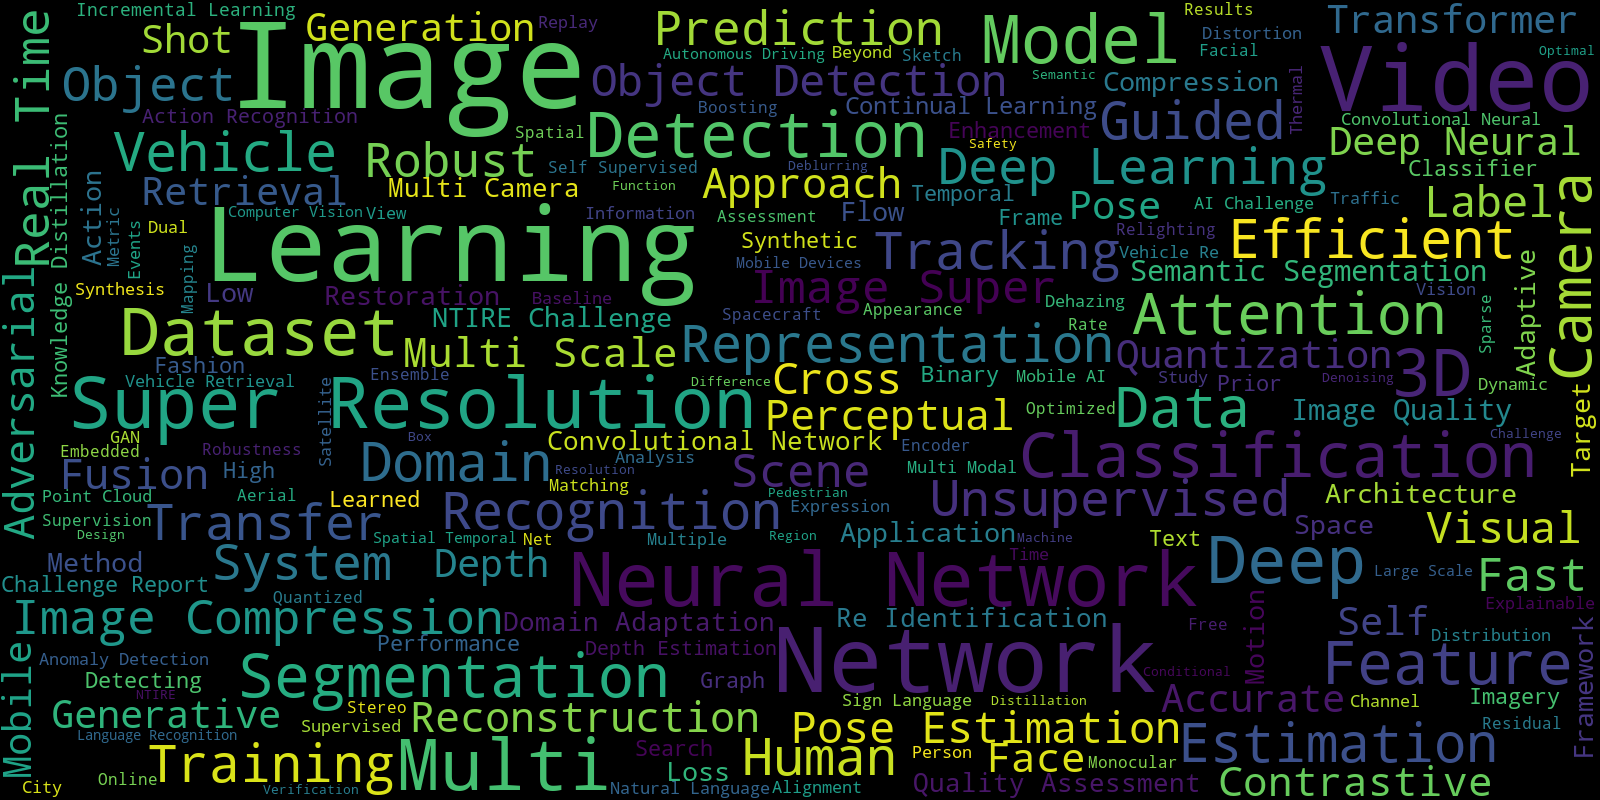 Incremental Learning
Generation
Replay
Prediction
Model
Results
Transformer
Shot
Image
Distortion
Facial
Optimal
Autonomous Driving
Beyond
Sketch
Video
Real Time
Object
Object Detection
Semantic
Compression
Thermal
Action Recognition
Boosting
Continual Learning
Guided
Convolutional Neural
Vehicle
Spatial
Detection
Enhancement
Safety
Deep Neural
Robust
Self Supervised
Deblurring
Deep Learning
Classifier
Knowledge Distillation
Action
Retrieval
Multi Camera
Function
Approach
Temporal
Pose
AI Challenge
Traffic
Label
Camera
Metric
Dual
Events
Computer Vision
View
Learning
Information
Assessment
Flow
Frame
Relighting
Efficient
Synthetic
Tracking
Vehicle Re
Mobile Devices
Semantic Segmentation
Adaptive
Adversarial
Synthesis
Mapping
Low
Restoration
Baseline
Image Super
Dehazing
Vision
Sparse
Dataset
NTIRE Challenge
Spacecraft
Appearance
Rate
Attention
Multi Scale
Representation
Quantization
3D
Fashion
Vehicle Retrieval
Satellite
Ensemble
Difference
Cross
Binary
Mobile AI
Study
Prior
Denoising
Dynamic
Target
Super Resolution
Perceptual
Optimized
Data
Image Quality
GAN
Embedded
Robustness
Box
Convolutional Network
Encoder
Classification
Challenge
Fusion
High
Domain
Analysis
Resolution
Scene
Multi Modal
Matching
Point Cloud
Aerial
Learned
Pedestrian
Expression
Unsupervised
Architecture
Supervision
Design
Transfer
Recognition
Spatial Temporal
Net
Multiple
Region
Application
Machine
Text
Space
Visual
Method
System
Depth
Time
Deep
Large Scale
Fast
Challenge Report
Quantized
Neural Network
Explainable
Image Compression
Domain Adaptation
Re Identification
Free
Motion
Self
Distribution
Framework
Performance
Mobile
Anomaly Detection
Depth Estimation
Network
Conditional
Feature
Detecting
NTIRE
Segmentation
Graph
Sign Language
Distillation
Accurate
Channel
Imagery
Generative
Stereo
Supervised
Reconstruction
Pose Estimation
Residual
Language Recognition
Search
Human
Person
Face
Monocular
Estimation
City
Online
Training
Multi
Loss
Verification
Natural Language
Alignment
Quality Assessment
Contrastive